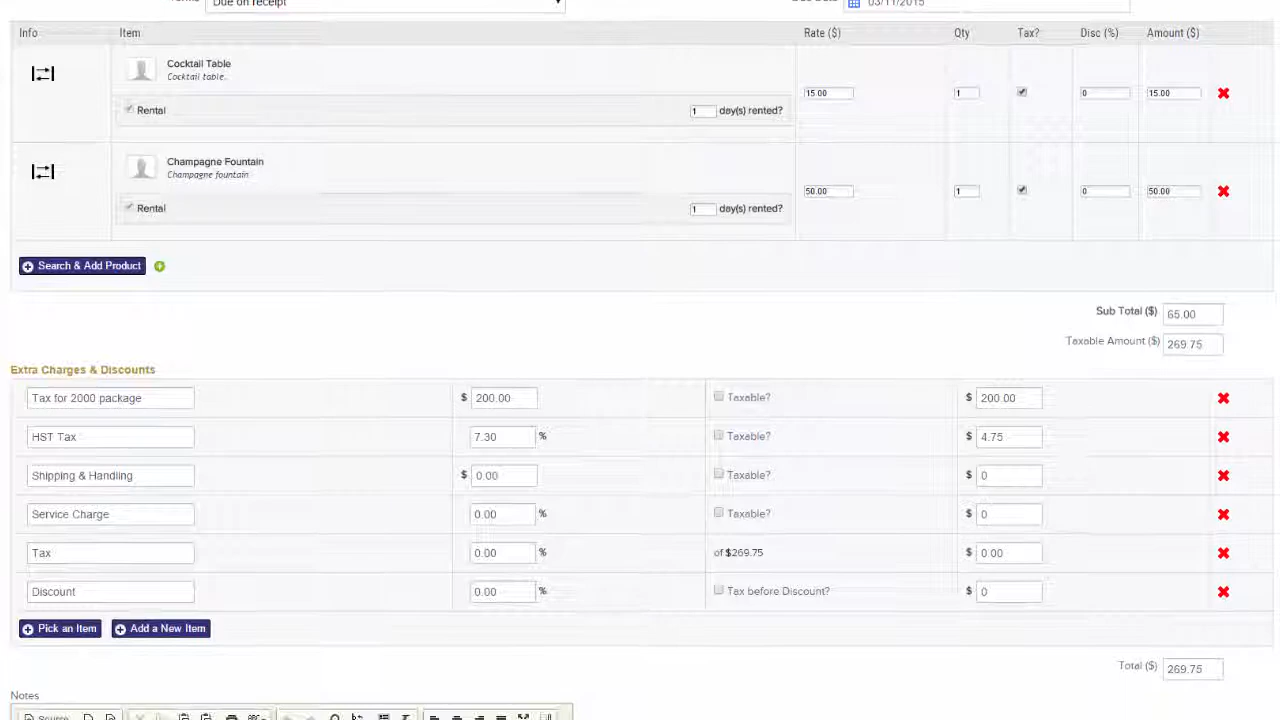 Terms Due on receipt Due Date 03/11/2015
Info Item Rate ($) Qty Tax? Disc (%) Amount ($)
Cocktail Table
Cocktail table.
15.00 1 0 15.00
Rental 1 day(s) rented?
Champagne Fountain
Champagne fountain
50.00 1 0 50.00
Rental 1 day(s) rented?
Search & Add Product
Sub Total ($) 65.00
Taxable Amount ($) 269.75
Extra Charges & Discounts
Tax for 2000 package $ 200.00 Taxable? $ 200.00
HST Tax 7.30 % Taxable? $ 4.75
Shipping & Handling $ 0.00 Taxable? $ 0
Service Charge 0.00 % Taxable? $ 0
Tax 0.00 % of $269.75 $ 0.00
Discount 0.00 % Tax before Discount? $ 0
Pick an Item Add a New Item
Total ($) 269.75
Notes
Source